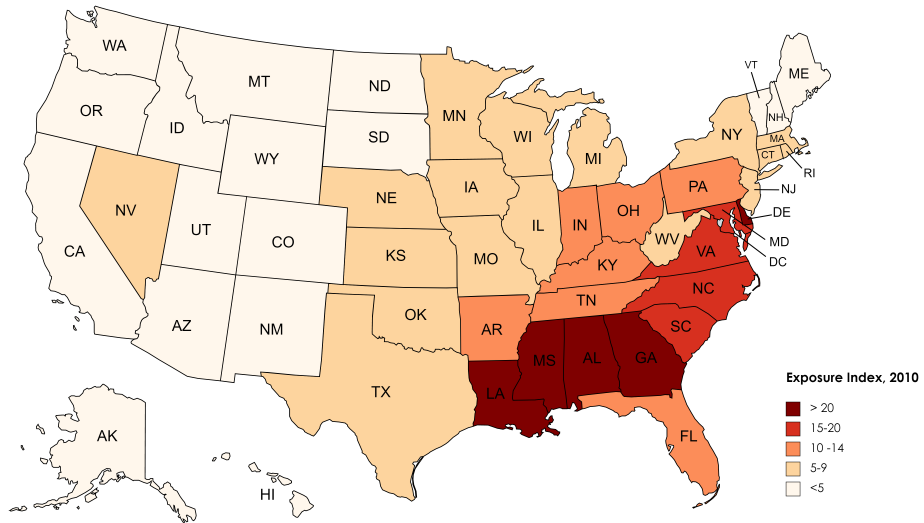 WA
OR
CA
ID
NV
MT
WY
UT
AZ
CO
NM
ND
SD
NE
KS
OK
TX
MN
IA
MO
AR
LA
WI
IL
MI
IN
OH
KY
TN
MS
AL
GA
FL
SC
NC
VA
WV
PA
NY
VT
NH
ME
MA
CT
RI
NJ
DE
MD
DC
AK
HI
Exposure Index, 2010
> 20
15-20
10 -14
5-9
<5